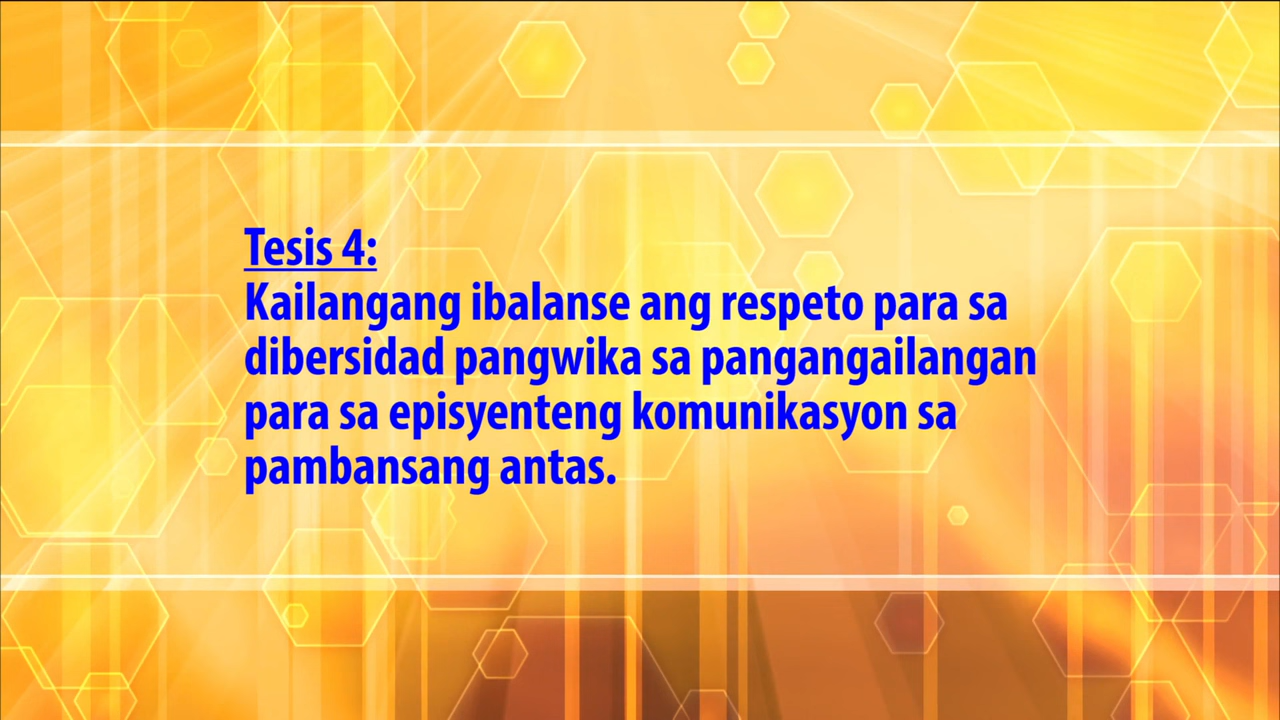 Tesis 4:
Kailangang ibalanse ang respeto para sa
dibersidad pangwika sa pangangailangan
para sa episyenteng komunikasyon sa
pambansang antas.